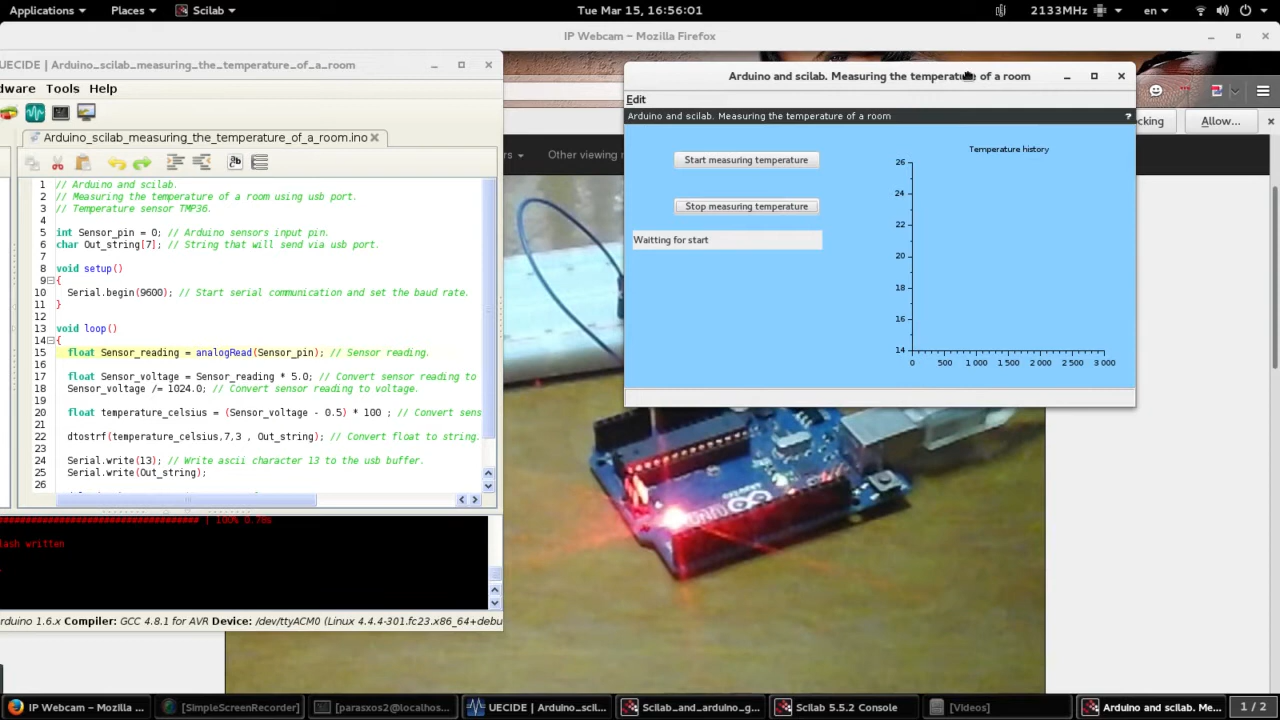 Applications
Places
Scilab
Tue Mar 15, 16:56:01
2133MHz
en
IP Webcam – Mozilla Firefox
UECIDE | Arduino_scilab_measuring_the_temperature_of_a_room
dware Tools Help
Arduino_scilab_measuring_the_temperature_of_a_room.ino
1 // Arduino and scilab.
2 // Measuring the temperature of a room using usb port.
3 // Temperature sensor TMP36.
4
5 int Sensor_pin = 0; // Arduino sensors input pin.
6 char Out_string[7]; // String that will send via usb port.
7
8 void setup()
9 {
10 Serial.begin(9600); // Start serial communication and set the baud rate.
11 }
12
13 void loop()
14 {
15 float Sensor_reading = analogRead(Sensor_pin); // Sensor reading.
16
17 float Sensor_voltage = Sensor_reading * 5.0; // Convert sensor reading to
18 Sensor_voltage /= 1024.0; // Convert sensor reading to voltage.
19
20 float temperature_celsius = (Sensor_voltage - 0.5) * 100 ; // Convert sens
21
22 dtostrf(temperature_celsius,7,3 , Out_string); // Convert float to string.
23
24 Serial.write(13); // Write ascii character 13 to the usb buffer.
25 Serial.write(Out_string);
26
################################# | 100% 0.78s
lash written
rduino 1.6.x Compiler: GCC 4.8.1 for AVR Device: /dev/ttyACM0 (Linux 4.4.4-301.fc23.x86_64+debu
rs
Other viewing
Arduino and scilab. Measuring the temperature of a room
Edit
Arduino and scilab. Measuring the temperature of a room
?
Start measuring temperature
Stop measuring temperature
Waitting for start
Temperature history
26
24
22
20
18
16
14
0 500 1 000 1 500 2 000 2 500 3 000
cking
Allow...
IP Webcam – Mozilla ...
[SimpleScreenRecorder]
[parasxos2@localhos...
UECIDE | Arduino_scil...
Scilab_and_arduino_g...
Scilab 5.5.2 Console
[Videos]
Arduino and scilab. Me...
1 / 2